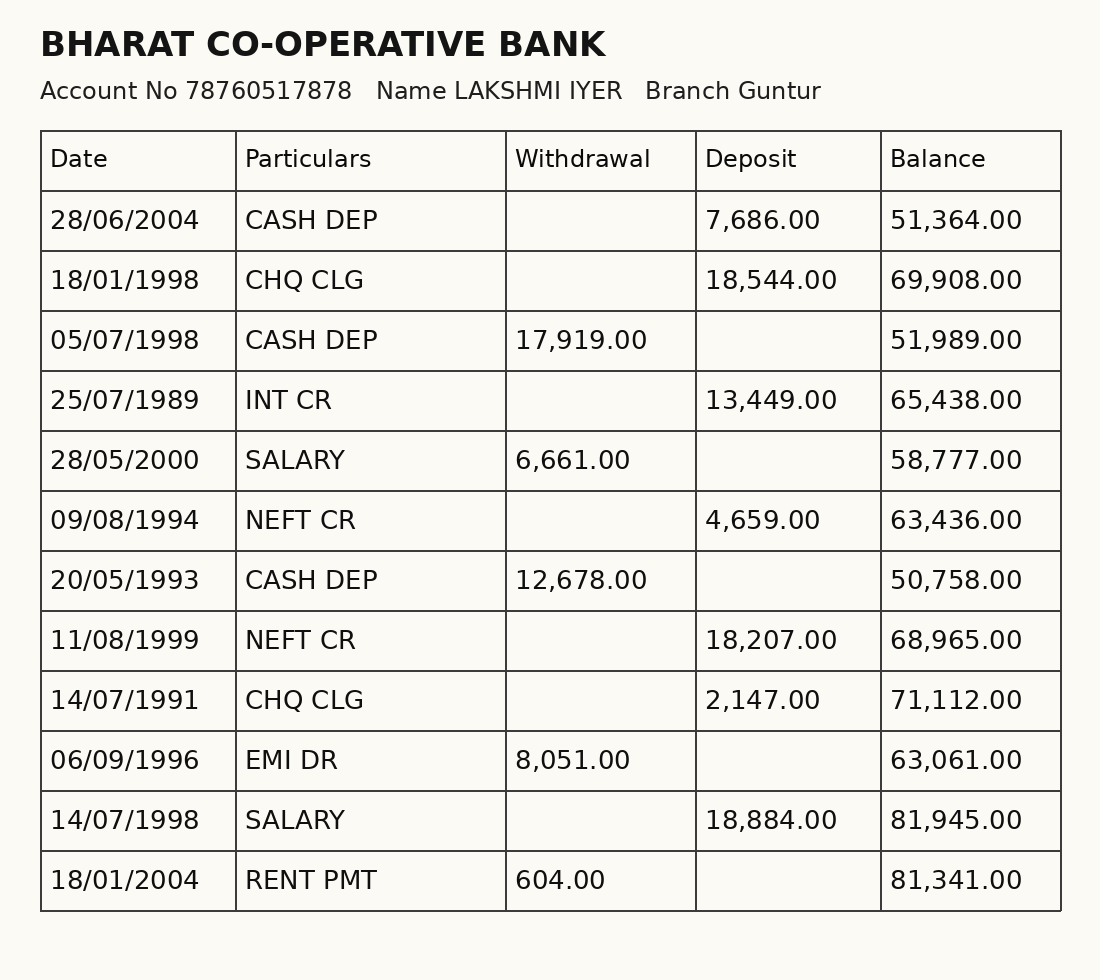 BHARAT CO-OPERATIVE BANK
Account No 78760517878 Name LAKSHMI IYER Branch Guntur
Date Particulars Withdrawal Deposit Balance
28/06/2004 CASH DEP 7,686.00 51,364.00
18/01/1998 CHQ CLG 18,544.00 69,908.00
05/07/1998 CASH DEP 17,919.00 51,989.00
25/07/1989 INT CR 13,449.00 65,438.00
28/05/2000 SALARY 6,661.00 58,777.00
09/08/1994 NEFT CR 4,659.00 63,436.00
20/05/1993 CASH DEP 12,678.00 50,758.00
11/08/1999 NEFT CR 18,207.00 68,965.00
14/07/1991 CHQ CLG 2,147.00 71,112.00
06/09/1996 EMI DR 8,051.00 63,061.00
14/07/1998 SALARY 18,884.00 81,945.00
18/01/2004 RENT PMT 604.00 81,341.00